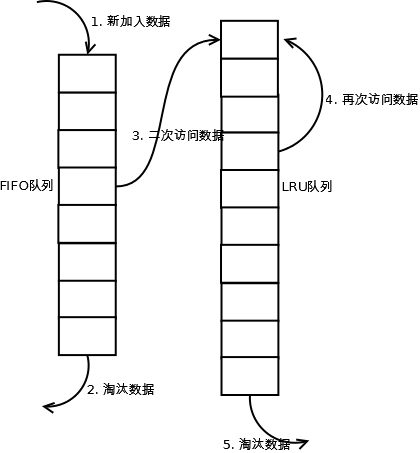 1. 新加入数据
4. 再次访问数据
3. 二次访问数据
FIFO队列
LRU队列
2. 淘汰数据
5. 淘汰数据